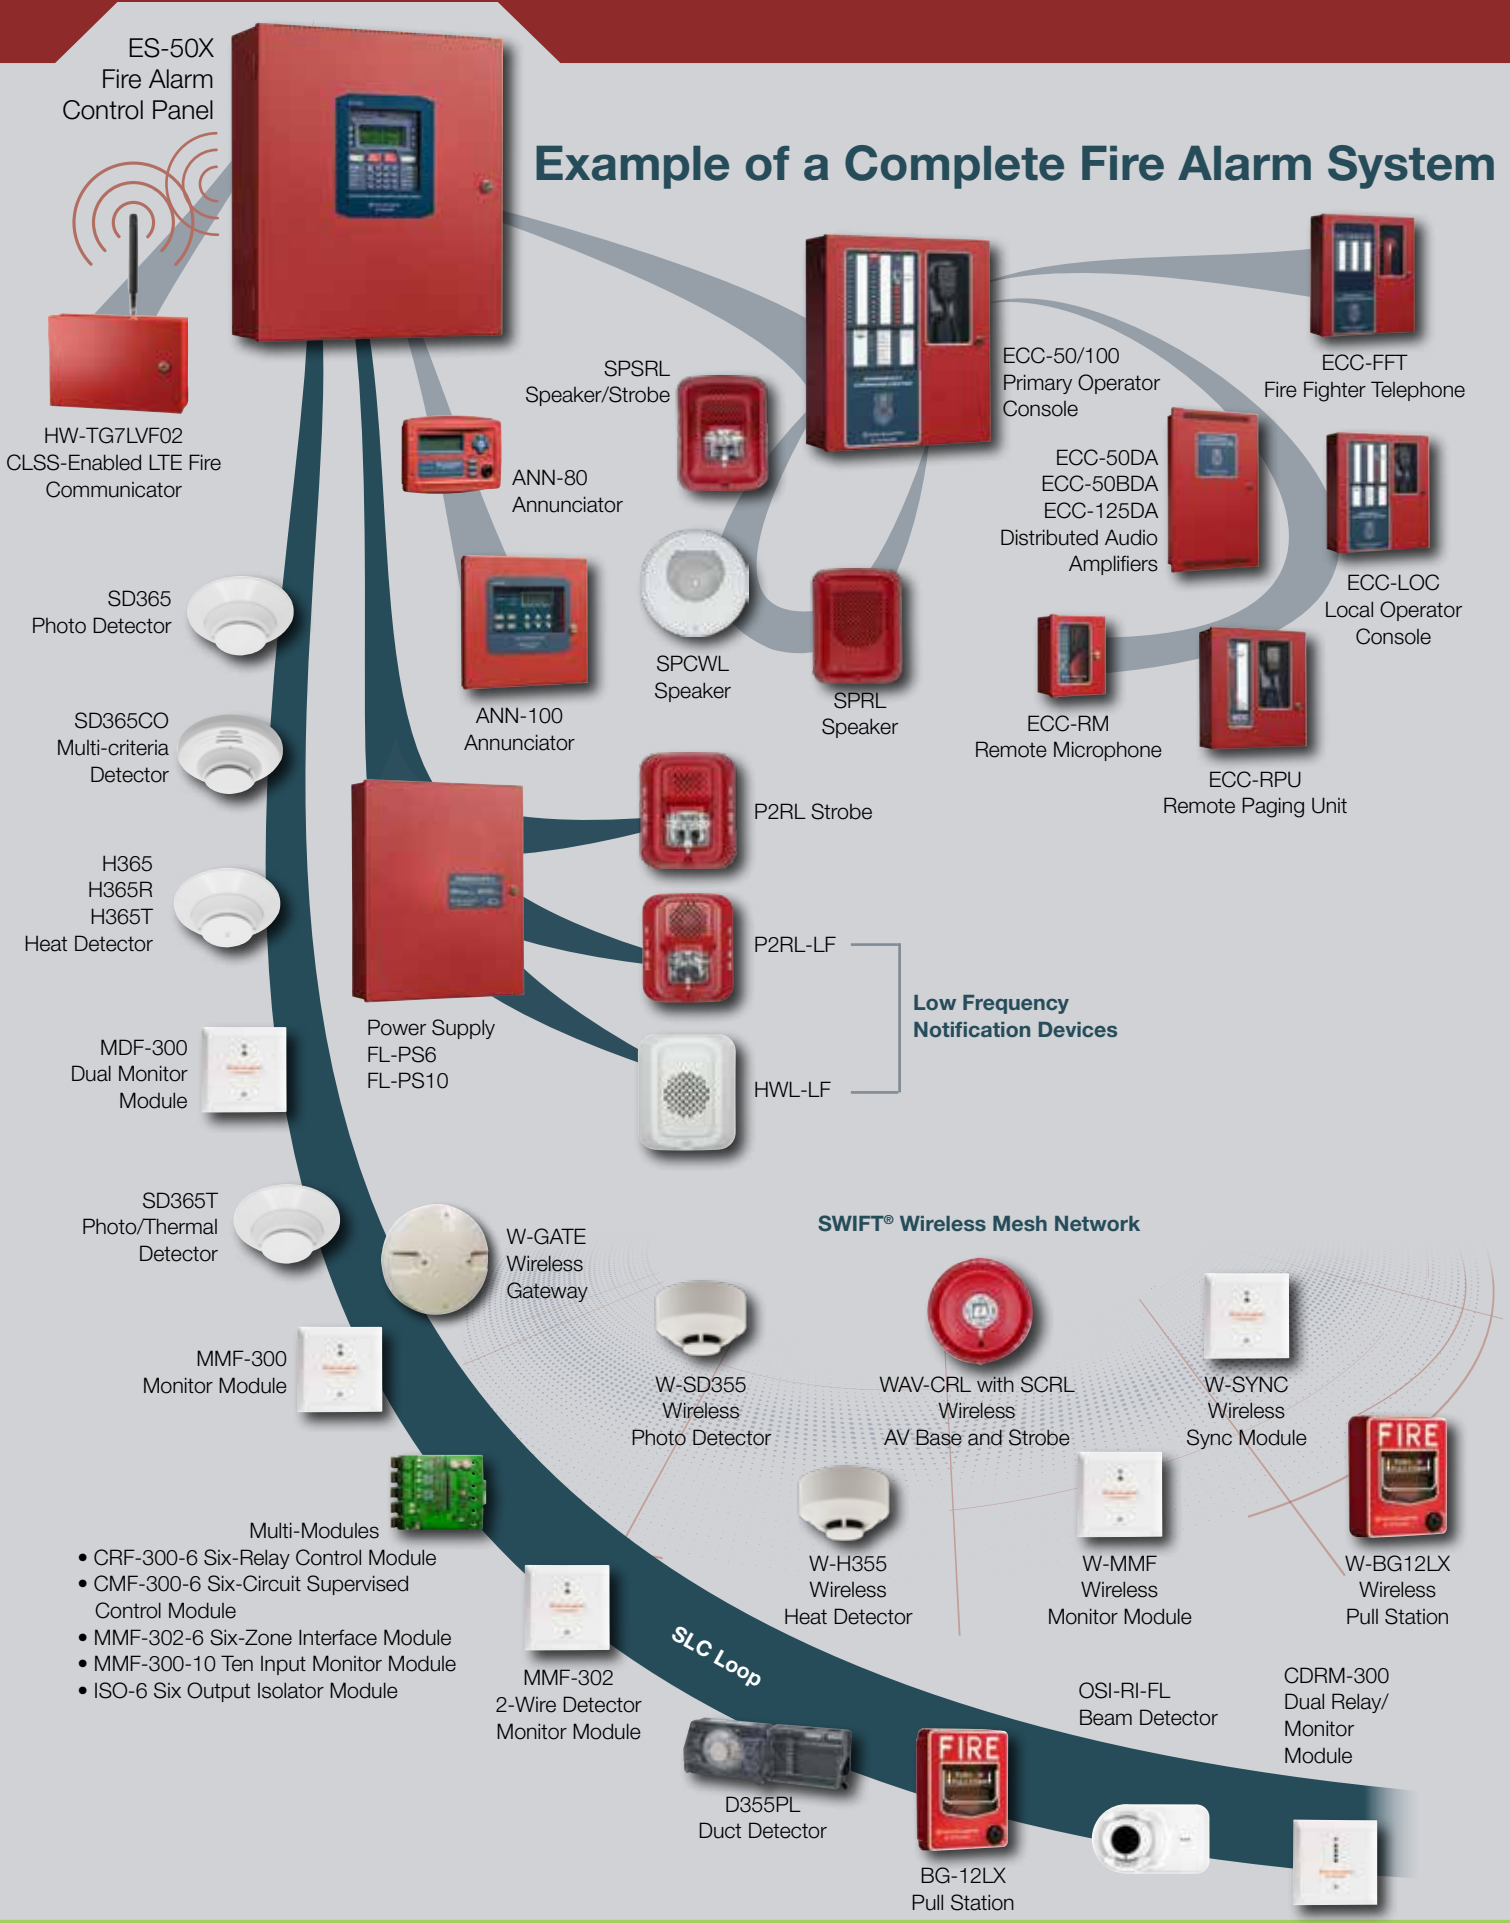 ES-50X
Fire Alarm
Control Panel
Example of a Complete Fire Alarm System
HW-TG7LVF02
CLSS-Enabled LTE Fire
Communicator
ANN-80
Annunciator
ANN-100
Annunciator
SPSRL
Speaker/Strobe
SPCWL
Speaker
SPRL
Speaker
ECC-50/100
Primary Operator
Console
ECC-FFT
Fire Fighter Telephone
ECC-50DA
ECC-50BDA
ECC-125DA
Distributed Audio
Amplifiers
ECC-LOC
Local Operator
Console
ECC-RM
Remote Microphone
ECC-RPU
Remote Paging Unit
SD365
Photo Detector
SD365CO
Multi-criteria
Detector
H365
H365R
H365T
Heat Detector
MDF-300
Dual Monitor
Module
SD365T
Photo/Thermal
Detector
MMF-300
Monitor Module
Power Supply
FL-PS6
FL-PS10
P2RL Strobe
P2RL-LF
HWL-LF
Low Frequency
Notification Devices
W-GATE
Wireless
Gateway
SWIFT® Wireless Mesh Network
W-SD355
Wireless
Photo Detector
WAV-CRL with SCRL
Wireless
AV Base and Strobe
W-SYNC
Wireless
Sync Module
FIRE
W-H355
Wireless
Heat Detector
W-MMF
Wireless
Monitor Module
W-BG12LX
Wireless
Pull Station
Multi-Modules
• CRF-300-6 Six-Relay Control Module
• CMF-300-6 Six-Circuit Supervised
Control Module
• MMF-302-6 Six-Zone Interface Module
• MMF-300-10 Ten Input Monitor Module
• ISO-6 Six Output Isolator Module
MMF-302
2-Wire Detector
Monitor Module
SLC Loop
D355PL
Duct Detector
FIRE
BG-12LX
Pull Station
OSI-RI-FL
Beam Detector
CDRM-300
Dual Relay/
Monitor
Module